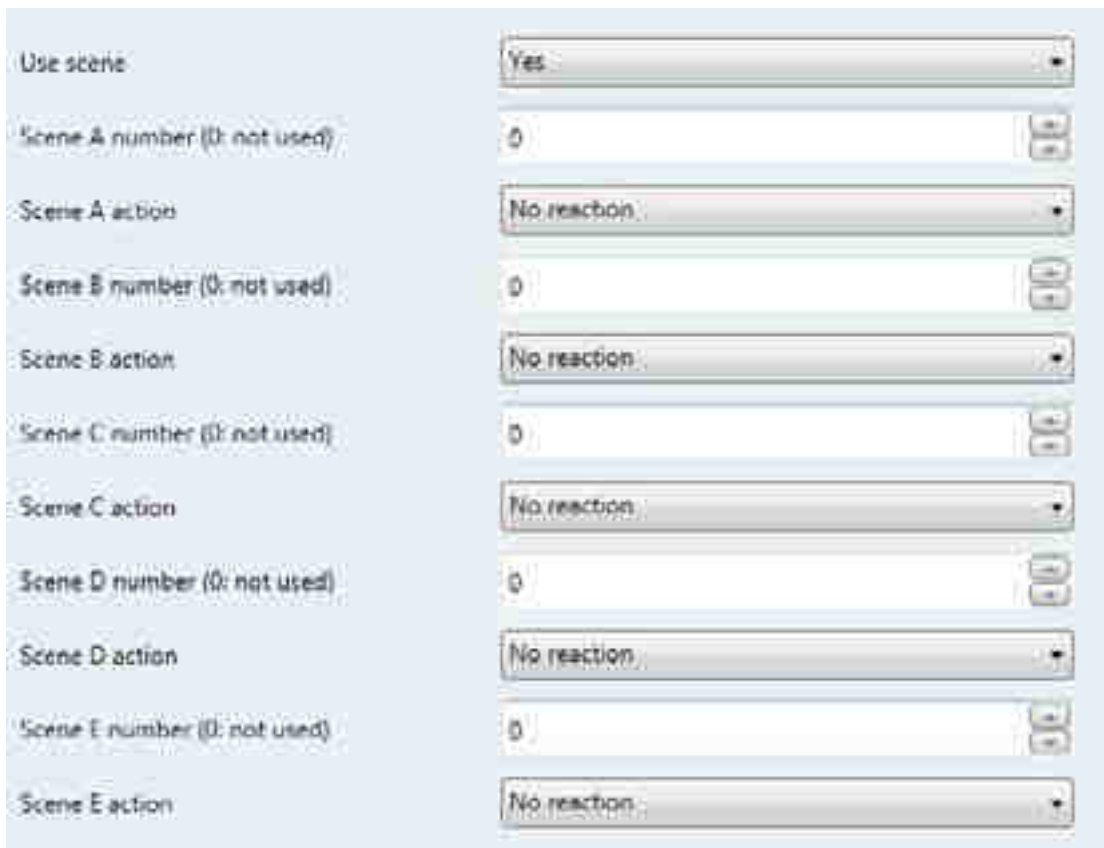 Use scene Yes
Scene A number (0: not used) 0
Scene A action No reaction
Scene B number (0: not used) 0
Scene B action No reaction
Scene C number (0: not used) 0
Scene C action No reaction
Scene D number (0: not used) 0
Scene D action No reaction
Scene E number (0: not used) 0
Scene E action No reaction